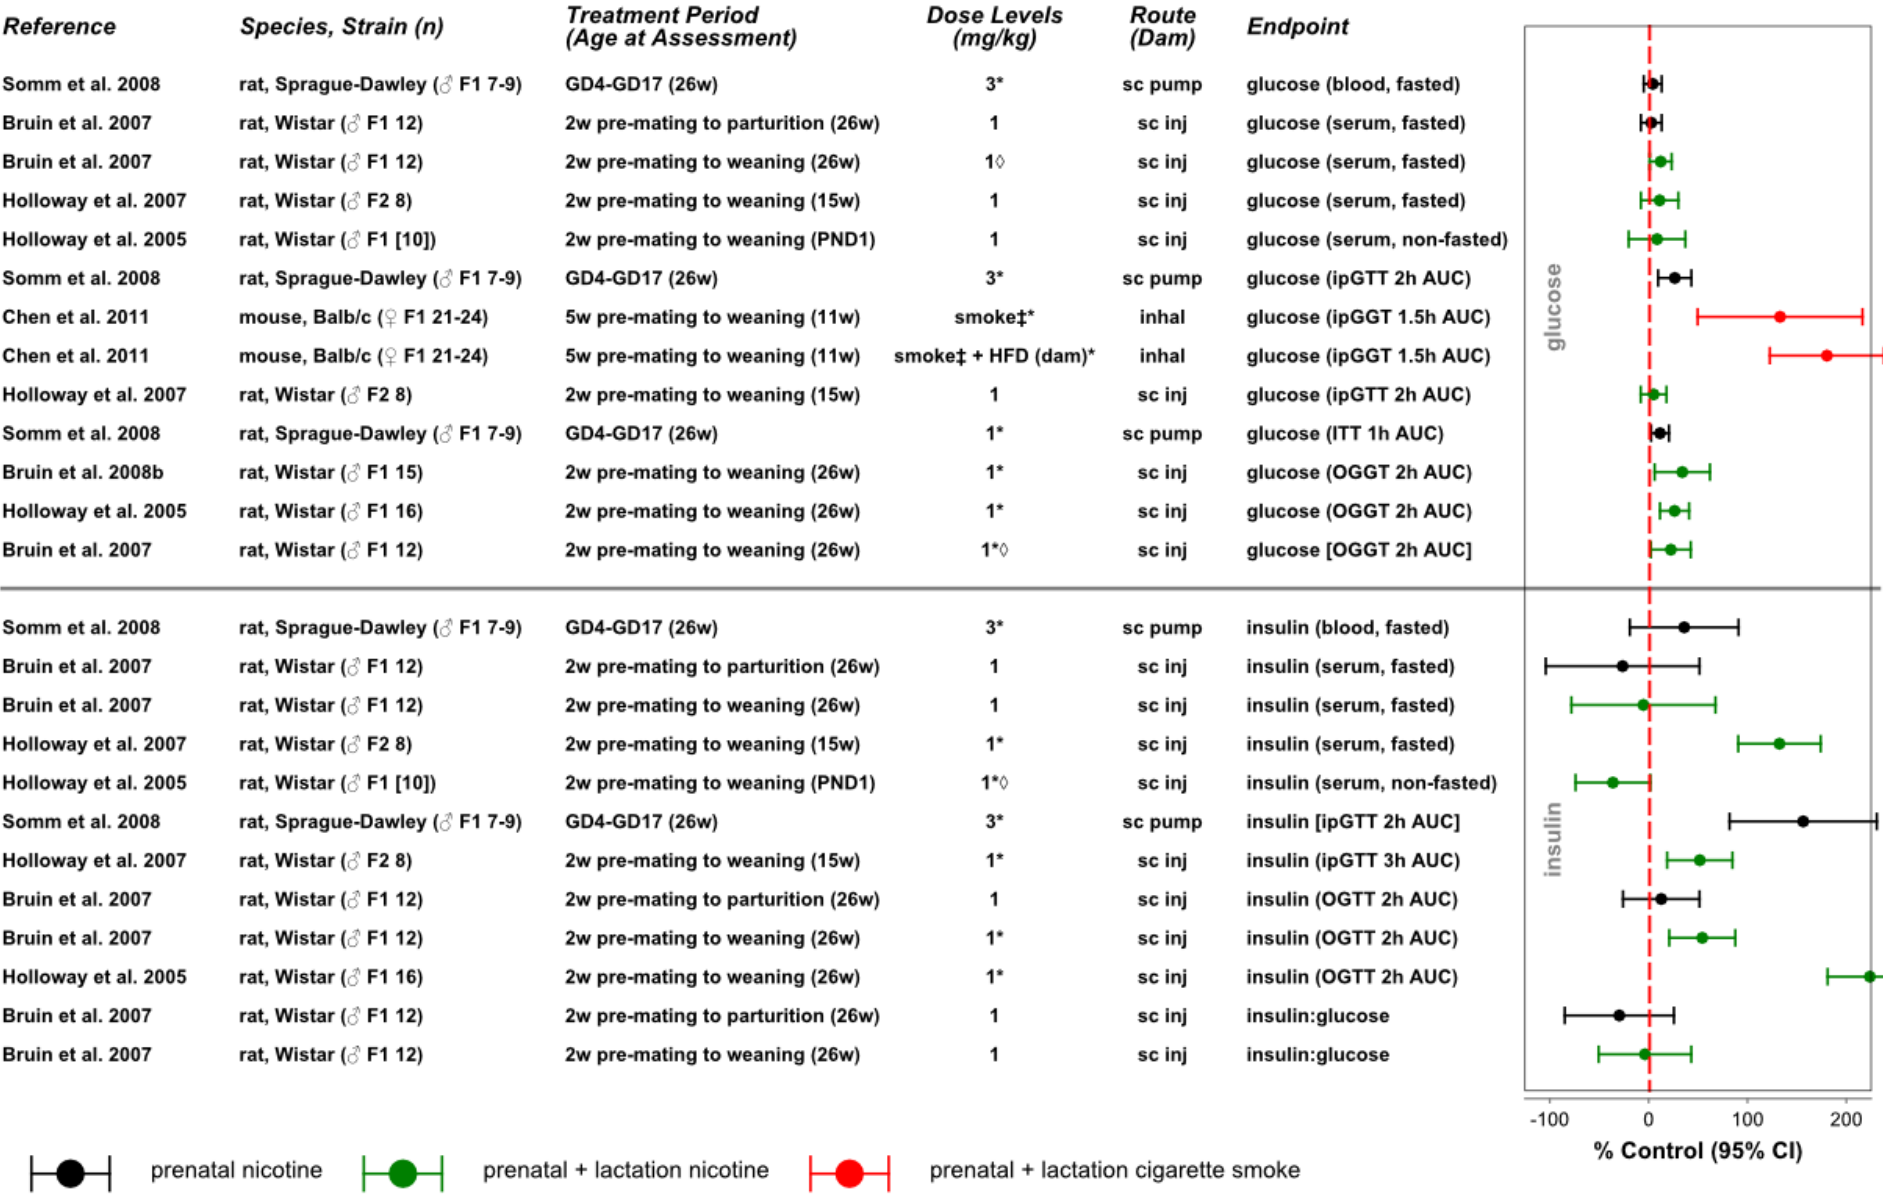 Reference Species, Strain (n) Treatment Period (Age at Assessment) Dose Levels (mg/kg) Route (Dam) Endpoint
Somm et al. 2008 rat, Sprague-Dawley (♂ F1 7-9) GD4-GD17 (26w) 3* sc pump glucose (blood, fasted)
Bruin et al. 2007 rat, Wistar (♂ F1 12) 2w pre-mating to parturition (26w) 1 sc inj glucose (serum, fasted)
Bruin et al. 2007 rat, Wistar (♂ F1 12) 2w pre-mating to weaning (26w) 1◊ sc inj glucose (serum, fasted)
Holloway et al. 2007 rat, Wistar (♂ F2 8) 2w pre-mating to weaning (15w) 1 sc inj glucose (serum, fasted)
Holloway et al. 2005 rat, Wistar (♂ F1 [10]) 2w pre-mating to weaning (PND1) 1 sc inj glucose (serum, non-fasted)
Somm et al. 2008 rat, Sprague-Dawley (♂ F1 7-9) GD4-GD17 (26w) 3* sc pump glucose (ipGTT 2h AUC)
Chen et al. 2011 mouse, Balb/c (♀ F1 21-24) 5w pre-mating to weaning (11w) smoke‡* inhal glucose (ipGGT 1.5h AUC)
Chen et al. 2011 mouse, Balb/c (♀ F1 21-24) 5w pre-mating to weaning (11w) smoke‡ + HFD (dam)* inhal glucose (ipGGT 1.5h AUC)
Holloway et al. 2007 rat, Wistar (♂ F2 8) 2w pre-mating to weaning (15w) 1 sc inj glucose (ipGTT 2h AUC)
Somm et al. 2008 rat, Sprague-Dawley (♂ F1 7-9) GD4-GD17 (26w) 1* sc pump glucose (ITT 1h AUC)
Bruin et al. 2008b rat, Wistar (♂ F1 15) 2w pre-mating to weaning (26w) 1* sc inj glucose (OGGT 2h AUC)
Holloway et al. 2005 rat, Wistar (♂ F1 16) 2w pre-mating to weaning (26w) 1* sc inj glucose (OGGT 2h AUC)
Bruin et al. 2007 rat, Wistar (♂ F1 12) 2w pre-mating to weaning (26w) 1*◊ sc inj glucose [OGGT 2h AUC]
glucose
Somm et al. 2008 rat, Sprague-Dawley (♂ F1 7-9) GD4-GD17 (26w) 3* sc pump insulin (blood, fasted)
Bruin et al. 2007 rat, Wistar (♂ F1 12) 2w pre-mating to parturition (26w) 1 sc inj insulin (serum, fasted)
Bruin et al. 2007 rat, Wistar (♂ F1 12) 2w pre-mating to weaning (26w) 1 sc inj insulin (serum, fasted)
Holloway et al. 2007 rat, Wistar (♂ F2 8) 2w pre-mating to weaning (15w) 1* sc inj insulin (serum, fasted)
Holloway et al. 2005 rat, Wistar (♂ F1 [10]) 2w pre-mating to weaning (PND1) 1*◊ sc inj insulin (serum, non-fasted)
Somm et al. 2008 rat, Sprague-Dawley (♂ F1 7-9) GD4-GD17 (26w) 3* sc pump insulin [ipGTT 2h AUC]
Holloway et al. 2007 rat, Wistar (♂ F2 8) 2w pre-mating to weaning (15w) 1* sc inj insulin (ipGTT 3h AUC)
Bruin et al. 2007 rat, Wistar (♂ F1 12) 2w pre-mating to parturition (26w) 1 sc inj insulin (OGTT 2h AUC)
Bruin et al. 2007 rat, Wistar (♂ F1 12) 2w pre-mating to weaning (26w) 1* sc inj insulin (OGTT 2h AUC)
Holloway et al. 2005 rat, Wistar (♂ F1 16) 2w pre-mating to weaning (26w) 1* sc inj insulin (OGTT 2h AUC)
Bruin et al. 2007 rat, Wistar (♂ F1 12) 2w pre-mating to parturition (26w) 1 sc inj insulin:glucose
Bruin et al. 2007 rat, Wistar (♂ F1 12) 2w pre-mating to weaning (26w) 1 sc inj insulin:glucose
insulin
-100 0 100 200
% Control (95% CI)
prenatal nicotine prenatal + lactation nicotine prenatal + lactation cigarette smoke